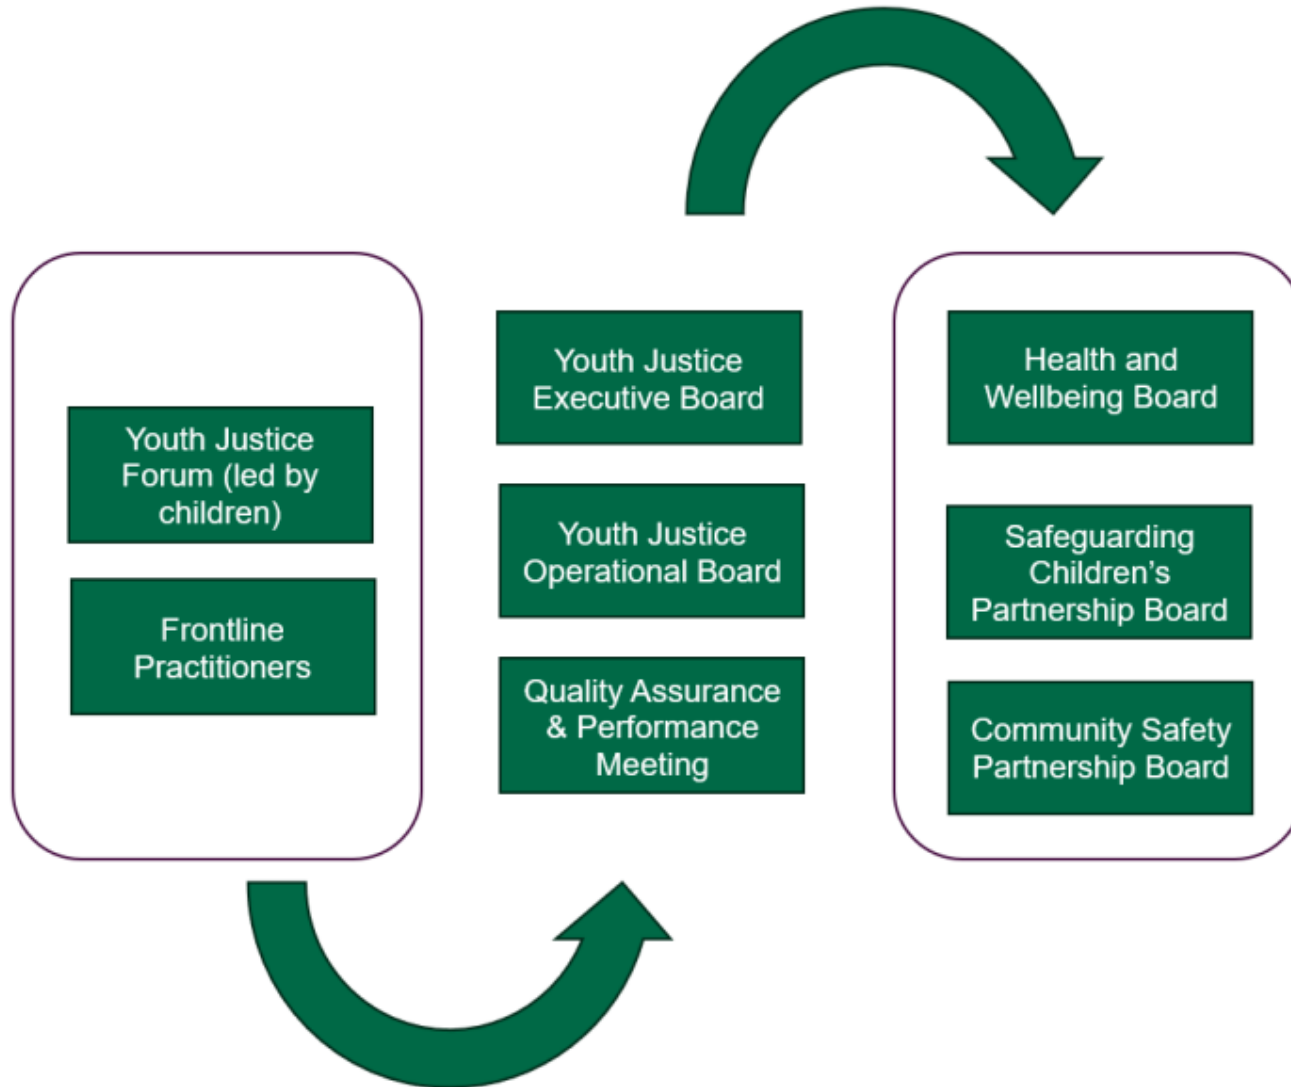 Youth Justice
Forum (led by
children)
Frontline
Practitioners
Youth Justice
Executive Board
Youth Justice
Operational Board
Quality Assurance
& Performance
Meeting
Health and
Wellbeing Board
Safeguarding
Children’s
Partnership Board
Community Safety
Partnership Board